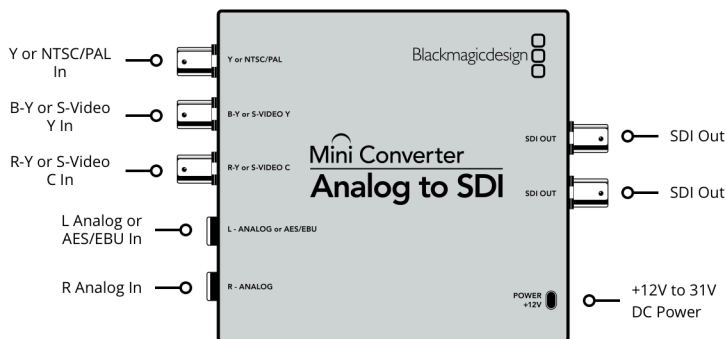 Y or NTSC/PAL
In
B-Y or S-Video
Y In
R-Y or S-Video
C In
L Analog or
AES/EBU In
R Analog In
Y or NTSC/PAL
B-Y or S-VIDEO Y
R-Y or S-VIDEO C
L - ANALOG or AES/EBU
R - ANALOG
Blackmagicdesign
Mini Converter
Analog to SDI
SDI OUT
SDI OUT
POWER
+12V
SDI Out
SDI Out
+12V to 31V
DC Power